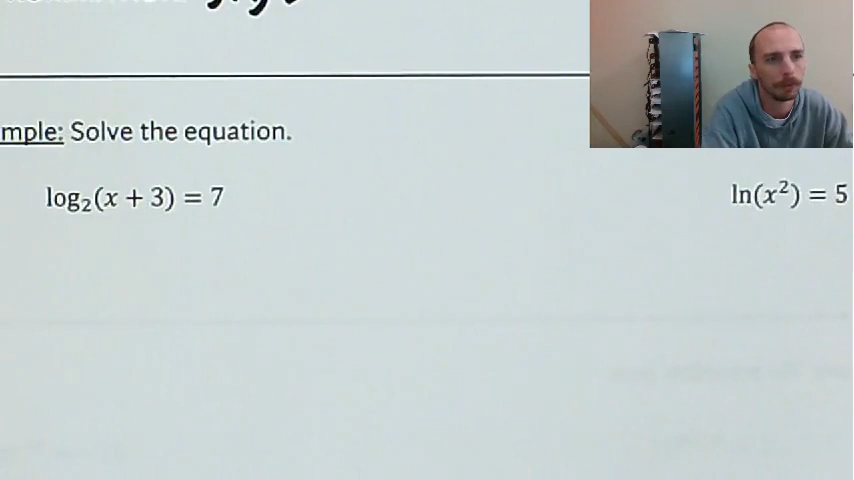 mple: Solve the equation.
log₂(x + 3) = 7
ln(x²) = 5